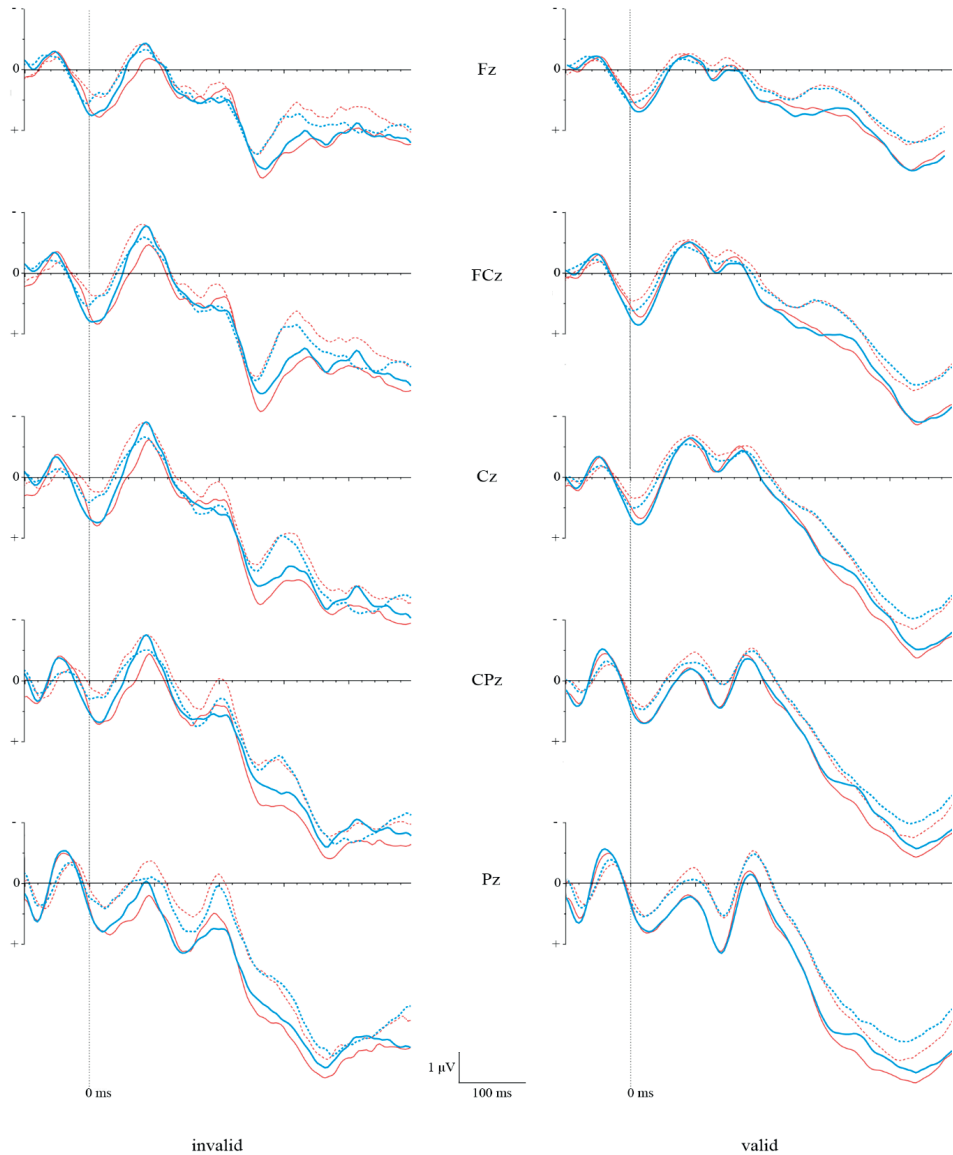 -
0
+
Fz
-
0
+
-
0
+
FCz
-
0
+
-
0
+
Cz
-
0
+
-
0
+
CPz
-
0
+
-
0
+
Pz
-
0
+
1 μV
100 ms
0 ms
0 ms
invalid
valid